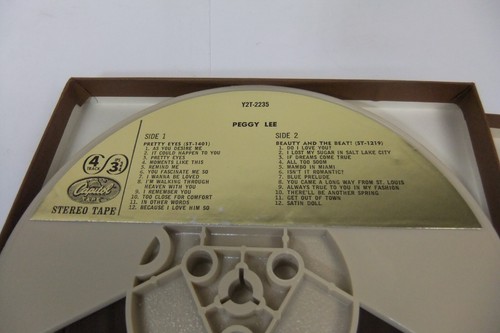 Y2T-2235
PEGGY LEE
SIDE 1
PRETTY EYES (ST-1401)
1. AS YOU DESIRE ME
2. IT COULD HAPPEN TO YOU
3. PRETTY EYES
4. MOMENTS LIKE THIS
5. REMIND ME
6. YOU FASCINATE ME SO
7. I WANNA BE LOVED
8. I'M WALKING THROUGH
HEAVEN WITH YOU
9. I REMEMBER YOU
10. TOO CLOSE FOR COMFORT
11. IN OTHER WORDS
12. BECAUSE I LOVE HIM SO
SIDE 2
BEAUTY AND THE BEAT! (ST-1219)
1. DO I LOVE YOU?
2. I LOST MY SUGAR IN SALT LAKE CITY
3. IF DREAMS COME TRUE
4. ALL TOO SOON
5. MAMBO IN MIAMI
6. ISN'T IT ROMANTIC?
7. BLUE PRELUDE
8. YOU CAME A LONG WAY FROM ST. LOUIS
9. ALWAYS TRUE TO YOU IN MY FASHION
10. THERE'LL BE ANOTHER SPRING
11. GET OUT OF TOWN
12. SATIN DOLL
4
TRACK
3¾
Capitol
STEREO TAPE